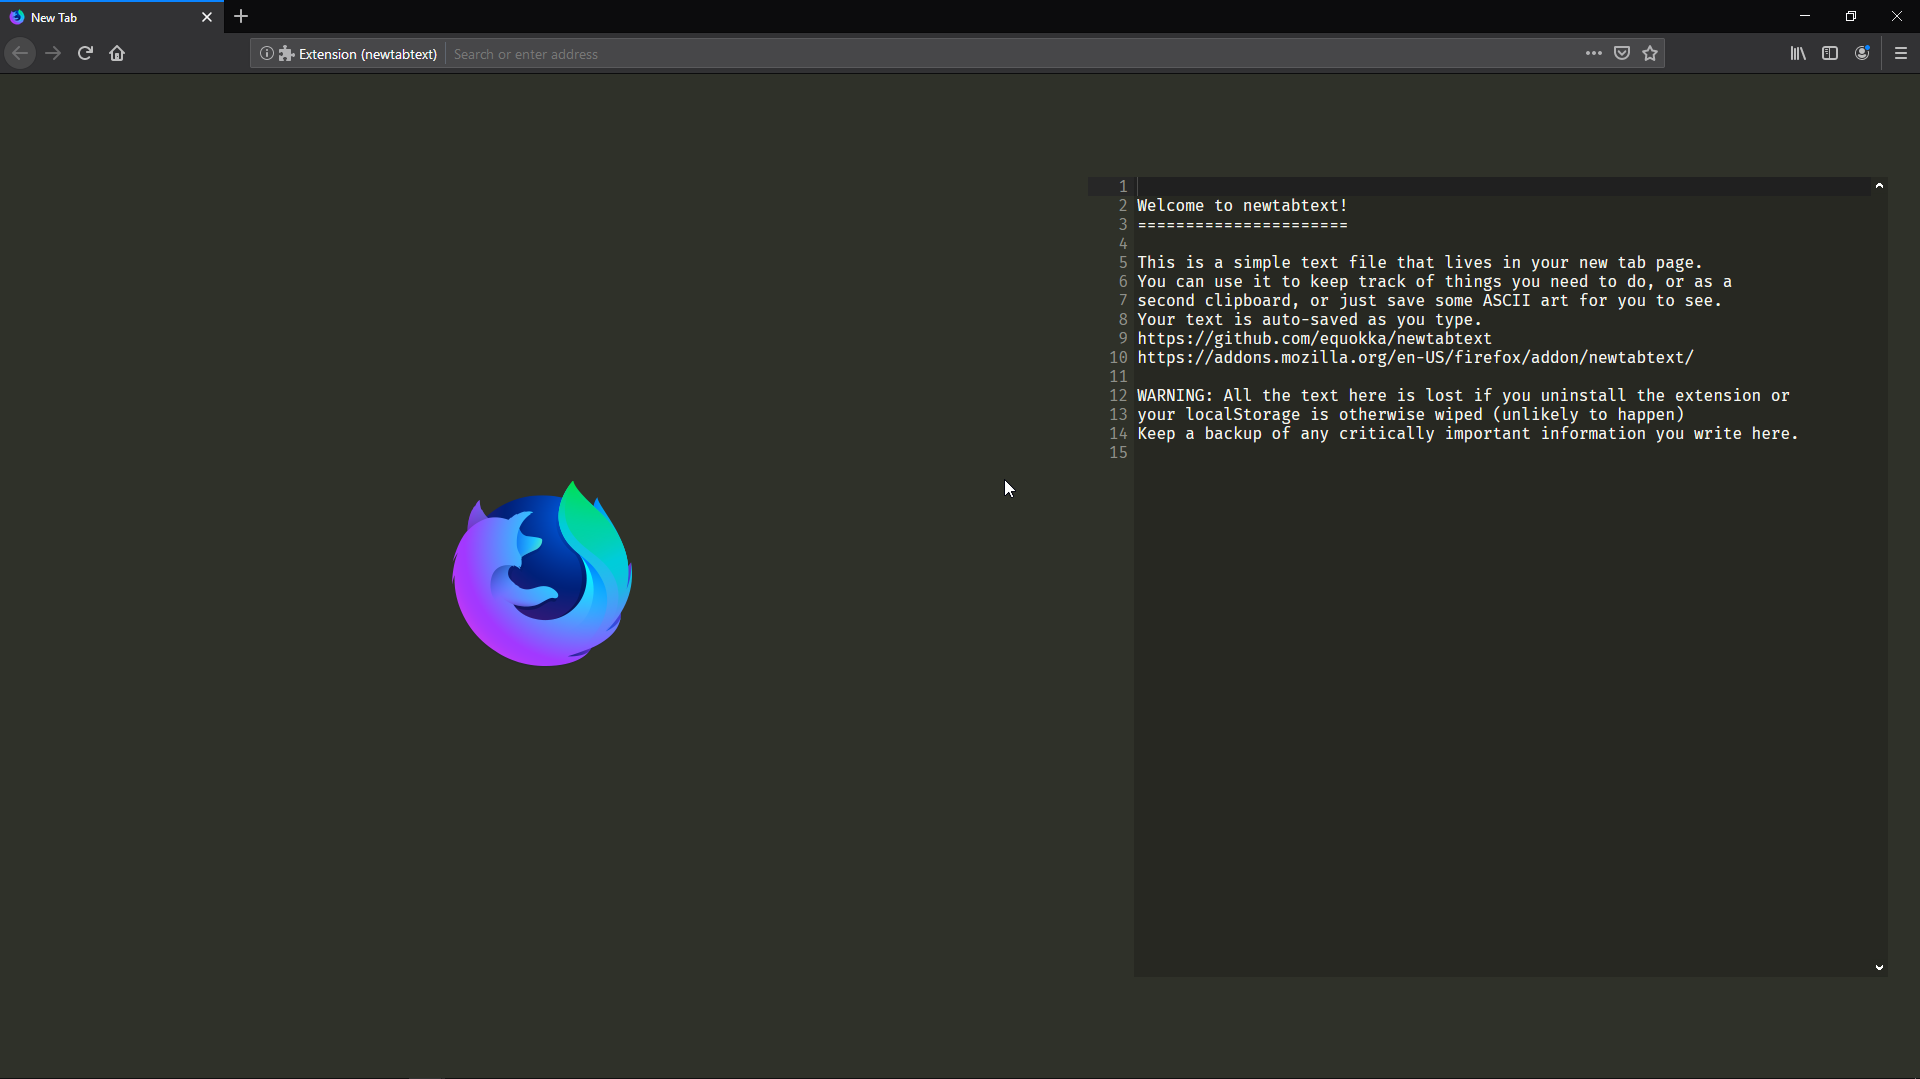 New Tab
Extension (newtabtext) Search or enter address
1
2 Welcome to newtabtext!
3 ======================
4
5 This is a simple text file that lives in your new tab page.
6 You can use it to keep track of things you need to do, or as a
7 second clipboard, or just save some ASCII art for you to see.
8 Your text is auto-saved as you type.
9 https://github.com/equokka/newtabtext
10 https://addons.mozilla.org/en-US/firefox/addon/newtabtext/
11
12 WARNING: All the text here is lost if you uninstall the extension or
13 your localStorage is otherwise wiped (unlikely to happen)
14 Keep a backup of any critically important information you write here.
15